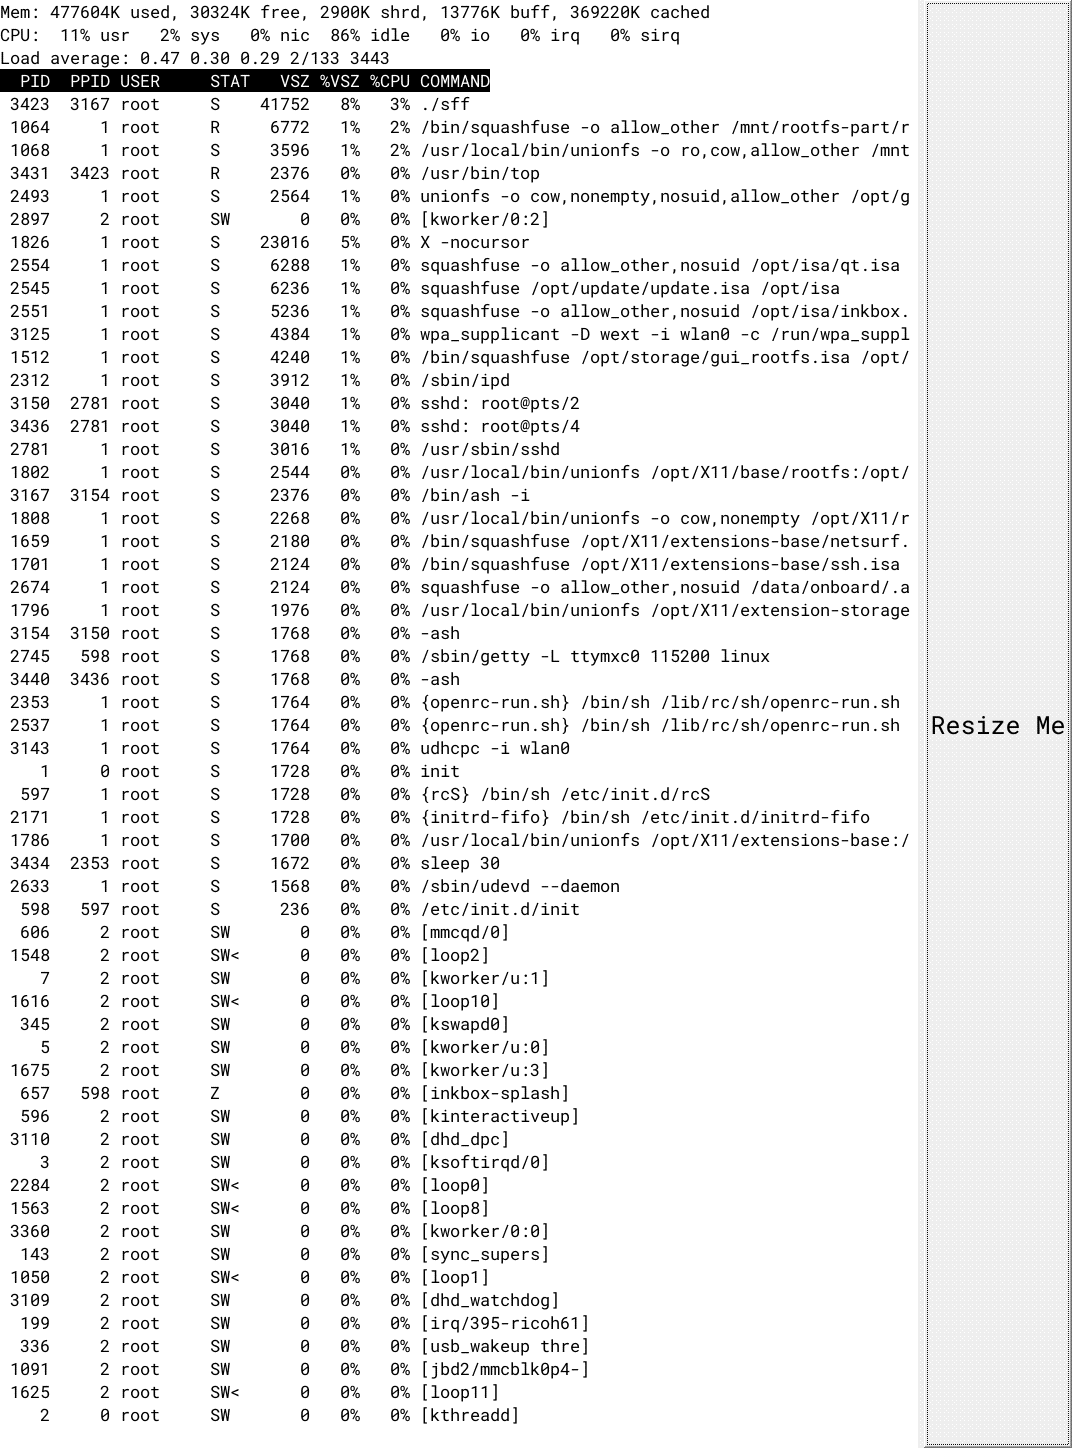 Mem: 477604K used, 30324K free, 2900K shrd, 13776K buff, 369220K cached
CPU:  11% usr   2% sys   0% nic  86% idle   0% io   0% irq   0% sirq
Load average: 0.47 0.30 0.29 2/133 3443
  PID  PPID USER     STAT   VSZ %VSZ %CPU COMMAND
 3423  3167 root     S    41752   8%   3% ./sff
 1064     1 root     R     6772   1%   2% /bin/squashfuse -o allow_other /mnt/rootfs-part/r
 1068     1 root     S     3596   1%   2% /usr/local/bin/unionfs -o ro,cow,allow_other /mnt
 3431  3423 root     R     2376   0%   0% /usr/bin/top
 2493     1 root     S     2564   1%   0% unionfs -o cow,nonempty,nosuid,allow_other /opt/g
 2897     2 root     SW       0   0%   0% [kworker/0:2]
 1826     1 root     S    23016   5%   0% X -nocursor
 2554     1 root     S     6288   1%   0% squashfuse -o allow_other,nosuid /opt/isa/qt.isa
 2545     1 root     S     6236   1%   0% squashfuse /opt/update/update.isa /opt/isa
 2551     1 root     S     5236   1%   0% squashfuse -o allow_other,nosuid /opt/isa/inkbox.
 3125     1 root     S     4384   1%   0% wpa_supplicant -D wext -i wlan0 -c /run/wpa_suppl
 1512     1 root     S     4240   1%   0% /bin/squashfuse /opt/storage/gui_rootfs.isa /opt/
 2312     1 root     S     3912   1%   0% /sbin/ipd
 3150  2781 root     S     3040   1%   0% sshd: root@pts/2
 3436  2781 root     S     3040   1%   0% sshd: root@pts/4
 2781     1 root     S     3016   1%   0% /usr/sbin/sshd
 1802     1 root     S     2544   0%   0% /usr/local/bin/unionfs /opt/X11/base/rootfs:/opt/
 3167  3154 root     S     2376   0%   0% /bin/ash -i
 1808     1 root     S     2268   0%   0% /usr/local/bin/unionfs -o cow,nonempty /opt/X11/r
 1659     1 root     S     2180   0%   0% /bin/squashfuse /opt/X11/extensions-base/netsurf.
 1701     1 root     S     2124   0%   0% /bin/squashfuse /opt/X11/extensions-base/ssh.isa
 2674     1 root     S     2124   0%   0% squashfuse -o allow_other,nosuid /data/onboard/.a
 1796     1 root     S     1976   0%   0% /usr/local/bin/unionfs /opt/X11/extension-storage
 3154  3150 root     S     1768   0%   0% -ash
 2745   598 root     S     1768   0%   0% /sbin/getty -L ttymxc0 115200 linux
 3440  3436 root     S     1768   0%   0% -ash
 2353     1 root     S     1764   0%   0% {openrc-run.sh} /bin/sh /lib/rc/sh/openrc-run.sh
 2537     1 root     S     1764   0%   0% {openrc-run.sh} /bin/sh /lib/rc/sh/openrc-run.sh
Resize Me
 3143     1 root     S     1764   0%   0% udhcpc -i wlan0
    1     0 root     S     1728   0%   0% init
  597     1 root     S     1728   0%   0% {rcS} /bin/sh /etc/init.d/rcS
 2171     1 root     S     1728   0%   0% {initrd-fifo} /bin/sh /etc/init.d/initrd-fifo
 1786     1 root     S     1700   0%   0% /usr/local/bin/unionfs /opt/X11/extensions-base:/
 3434  2353 root     S     1672   0%   0% sleep 30
 2633     1 root     S     1568   0%   0% /sbin/udevd --daemon
  598   597 root     S      236   0%   0% /etc/init.d/init
  606     2 root     SW       0   0%   0% [mmcqd/0]
 1548     2 root     SW<      0   0%   0% [loop2]
    7     2 root     SW       0   0%   0% [kworker/u:1]
 1616     2 root     SW<      0   0%   0% [loop10]
  345     2 root     SW       0   0%   0% [kswapd0]
    5     2 root     SW       0   0%   0% [kworker/u:0]
 1675     2 root     SW       0   0%   0% [kworker/u:3]
  657   598 root     Z        0   0%   0% [inkbox-splash]
  596     2 root     SW       0   0%   0% [kinteractiveup]
 3110     2 root     SW       0   0%   0% [dhd_dpc]
    3     2 root     SW       0   0%   0% [ksoftirqd/0]
 2284     2 root     SW<      0   0%   0% [loop0]
 1563     2 root     SW<      0   0%   0% [loop8]
 3360     2 root     SW       0   0%   0% [kworker/0:0]
  143     2 root     SW       0   0%   0% [sync_supers]
 1050     2 root     SW<      0   0%   0% [loop1]
 3109     2 root     SW       0   0%   0% [dhd_watchdog]
  199     2 root     SW       0   0%   0% [irq/395-ricoh61]
  336     2 root     SW       0   0%   0% [usb_wakeup thre]
 1091     2 root     SW       0   0%   0% [jbd2/mmcblk0p4-]
 1625     2 root     SW<      0   0%   0% [loop11]
    2     0 root     SW       0   0%   0% [kthreadd]